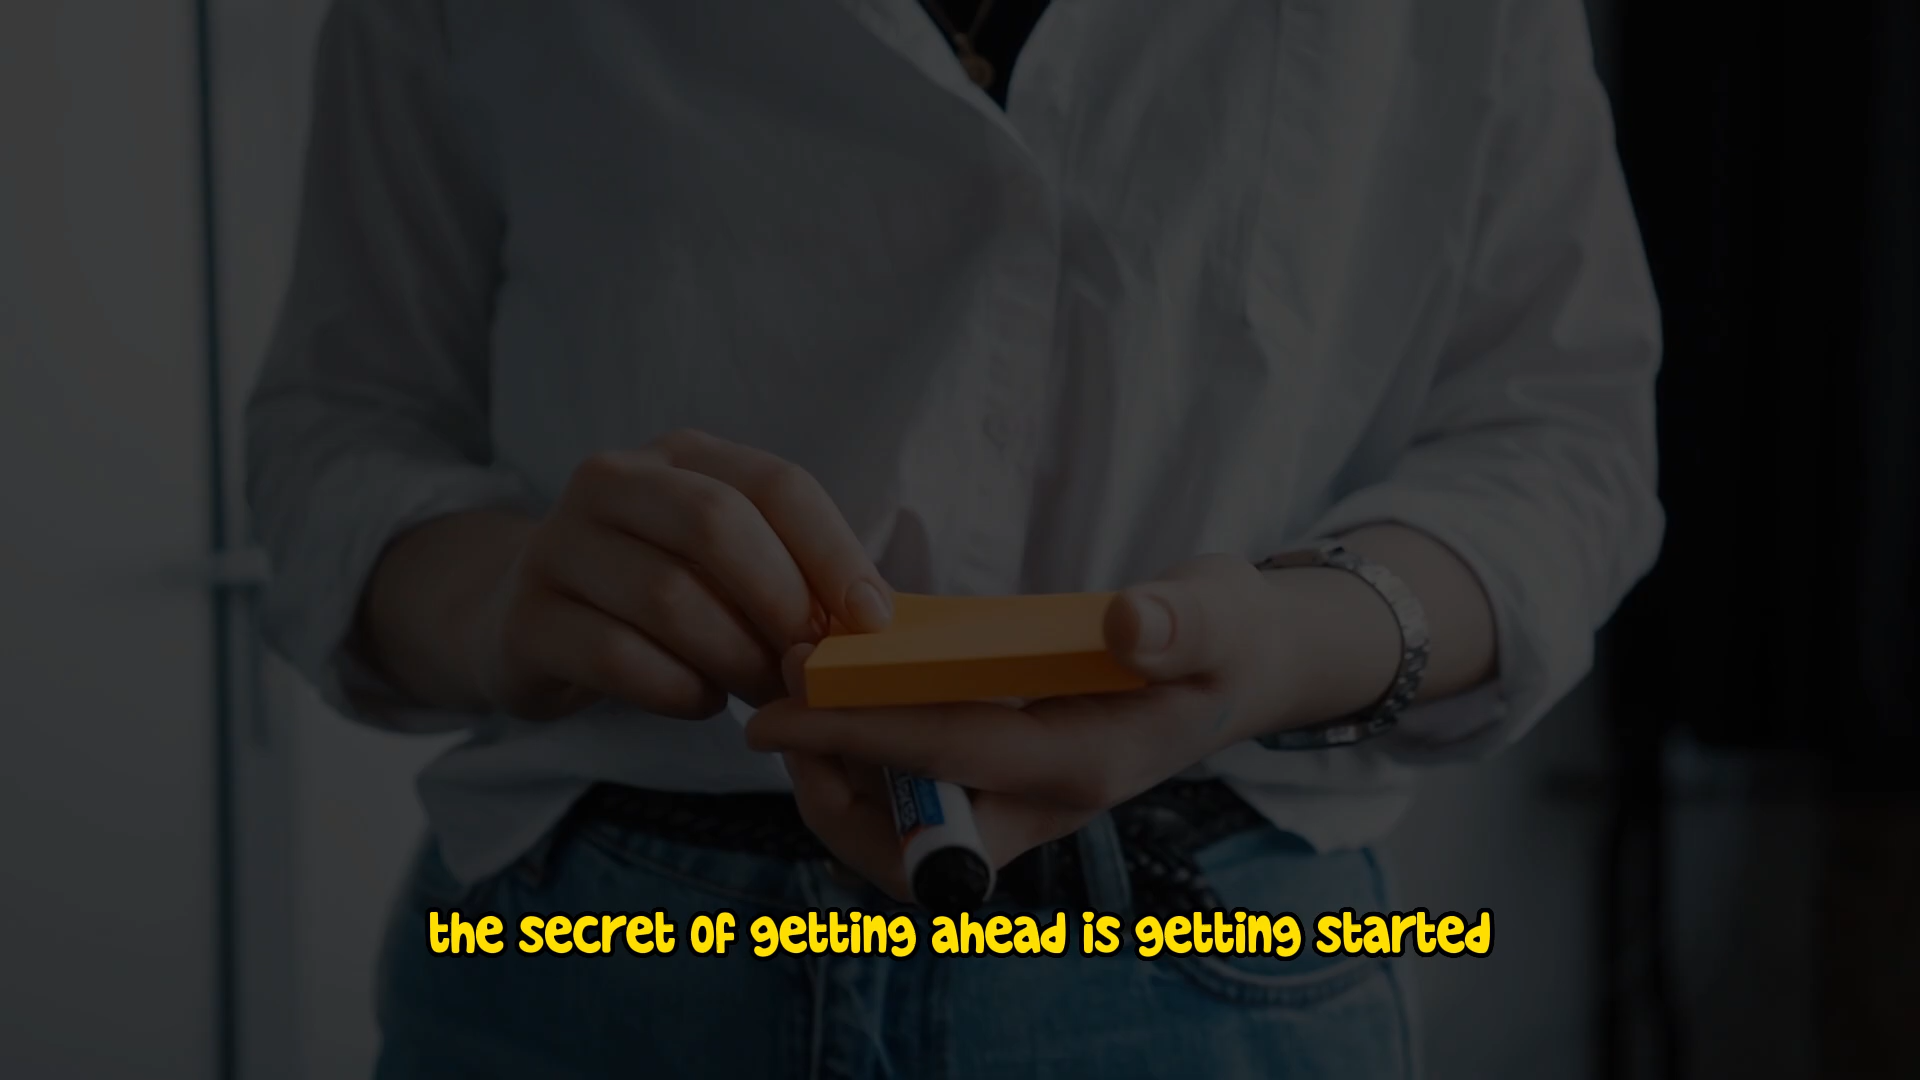 the secret of getting ahead is getting started